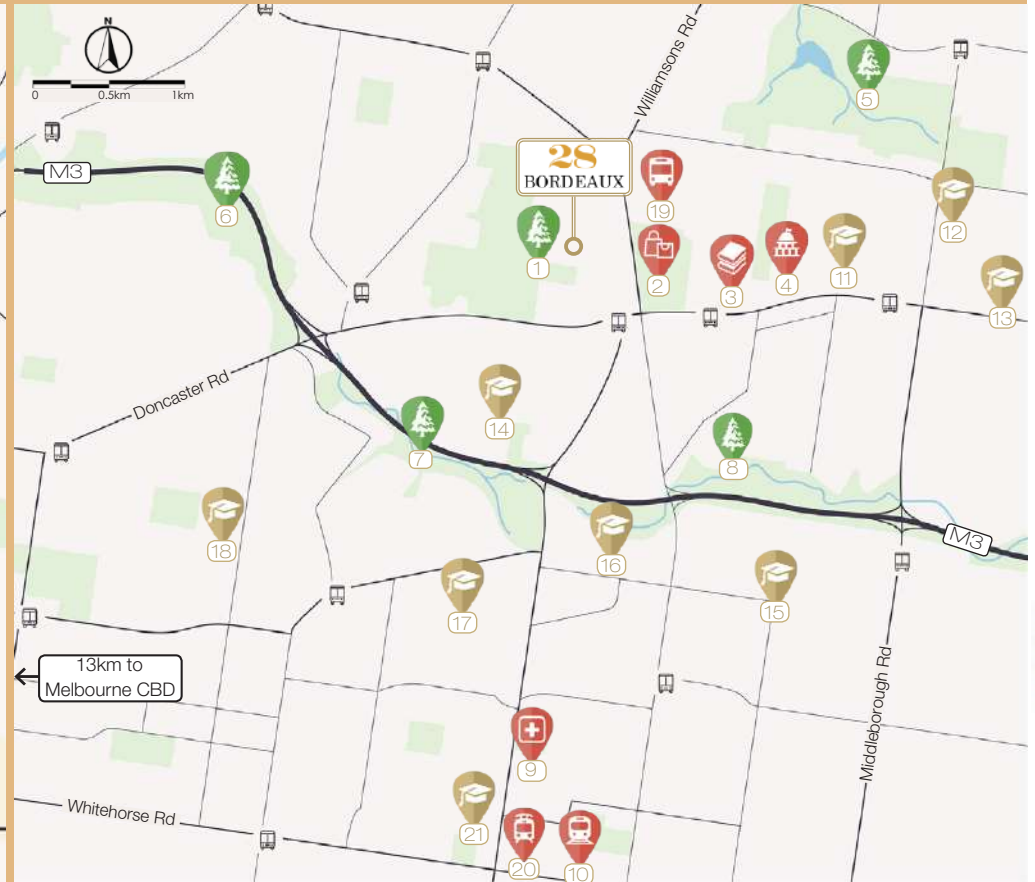 N
0 0.5km 1km
Williamsons Rd
5
M3
28
BORDEAUX
6
19
12
1
2
3
4
11
13
Doncaster Rd
14
7
8
18
16
M3
17
15
13km to
Melbourne CBD
Middleborough Rd
9
Whitehorse Rd
21
20
10